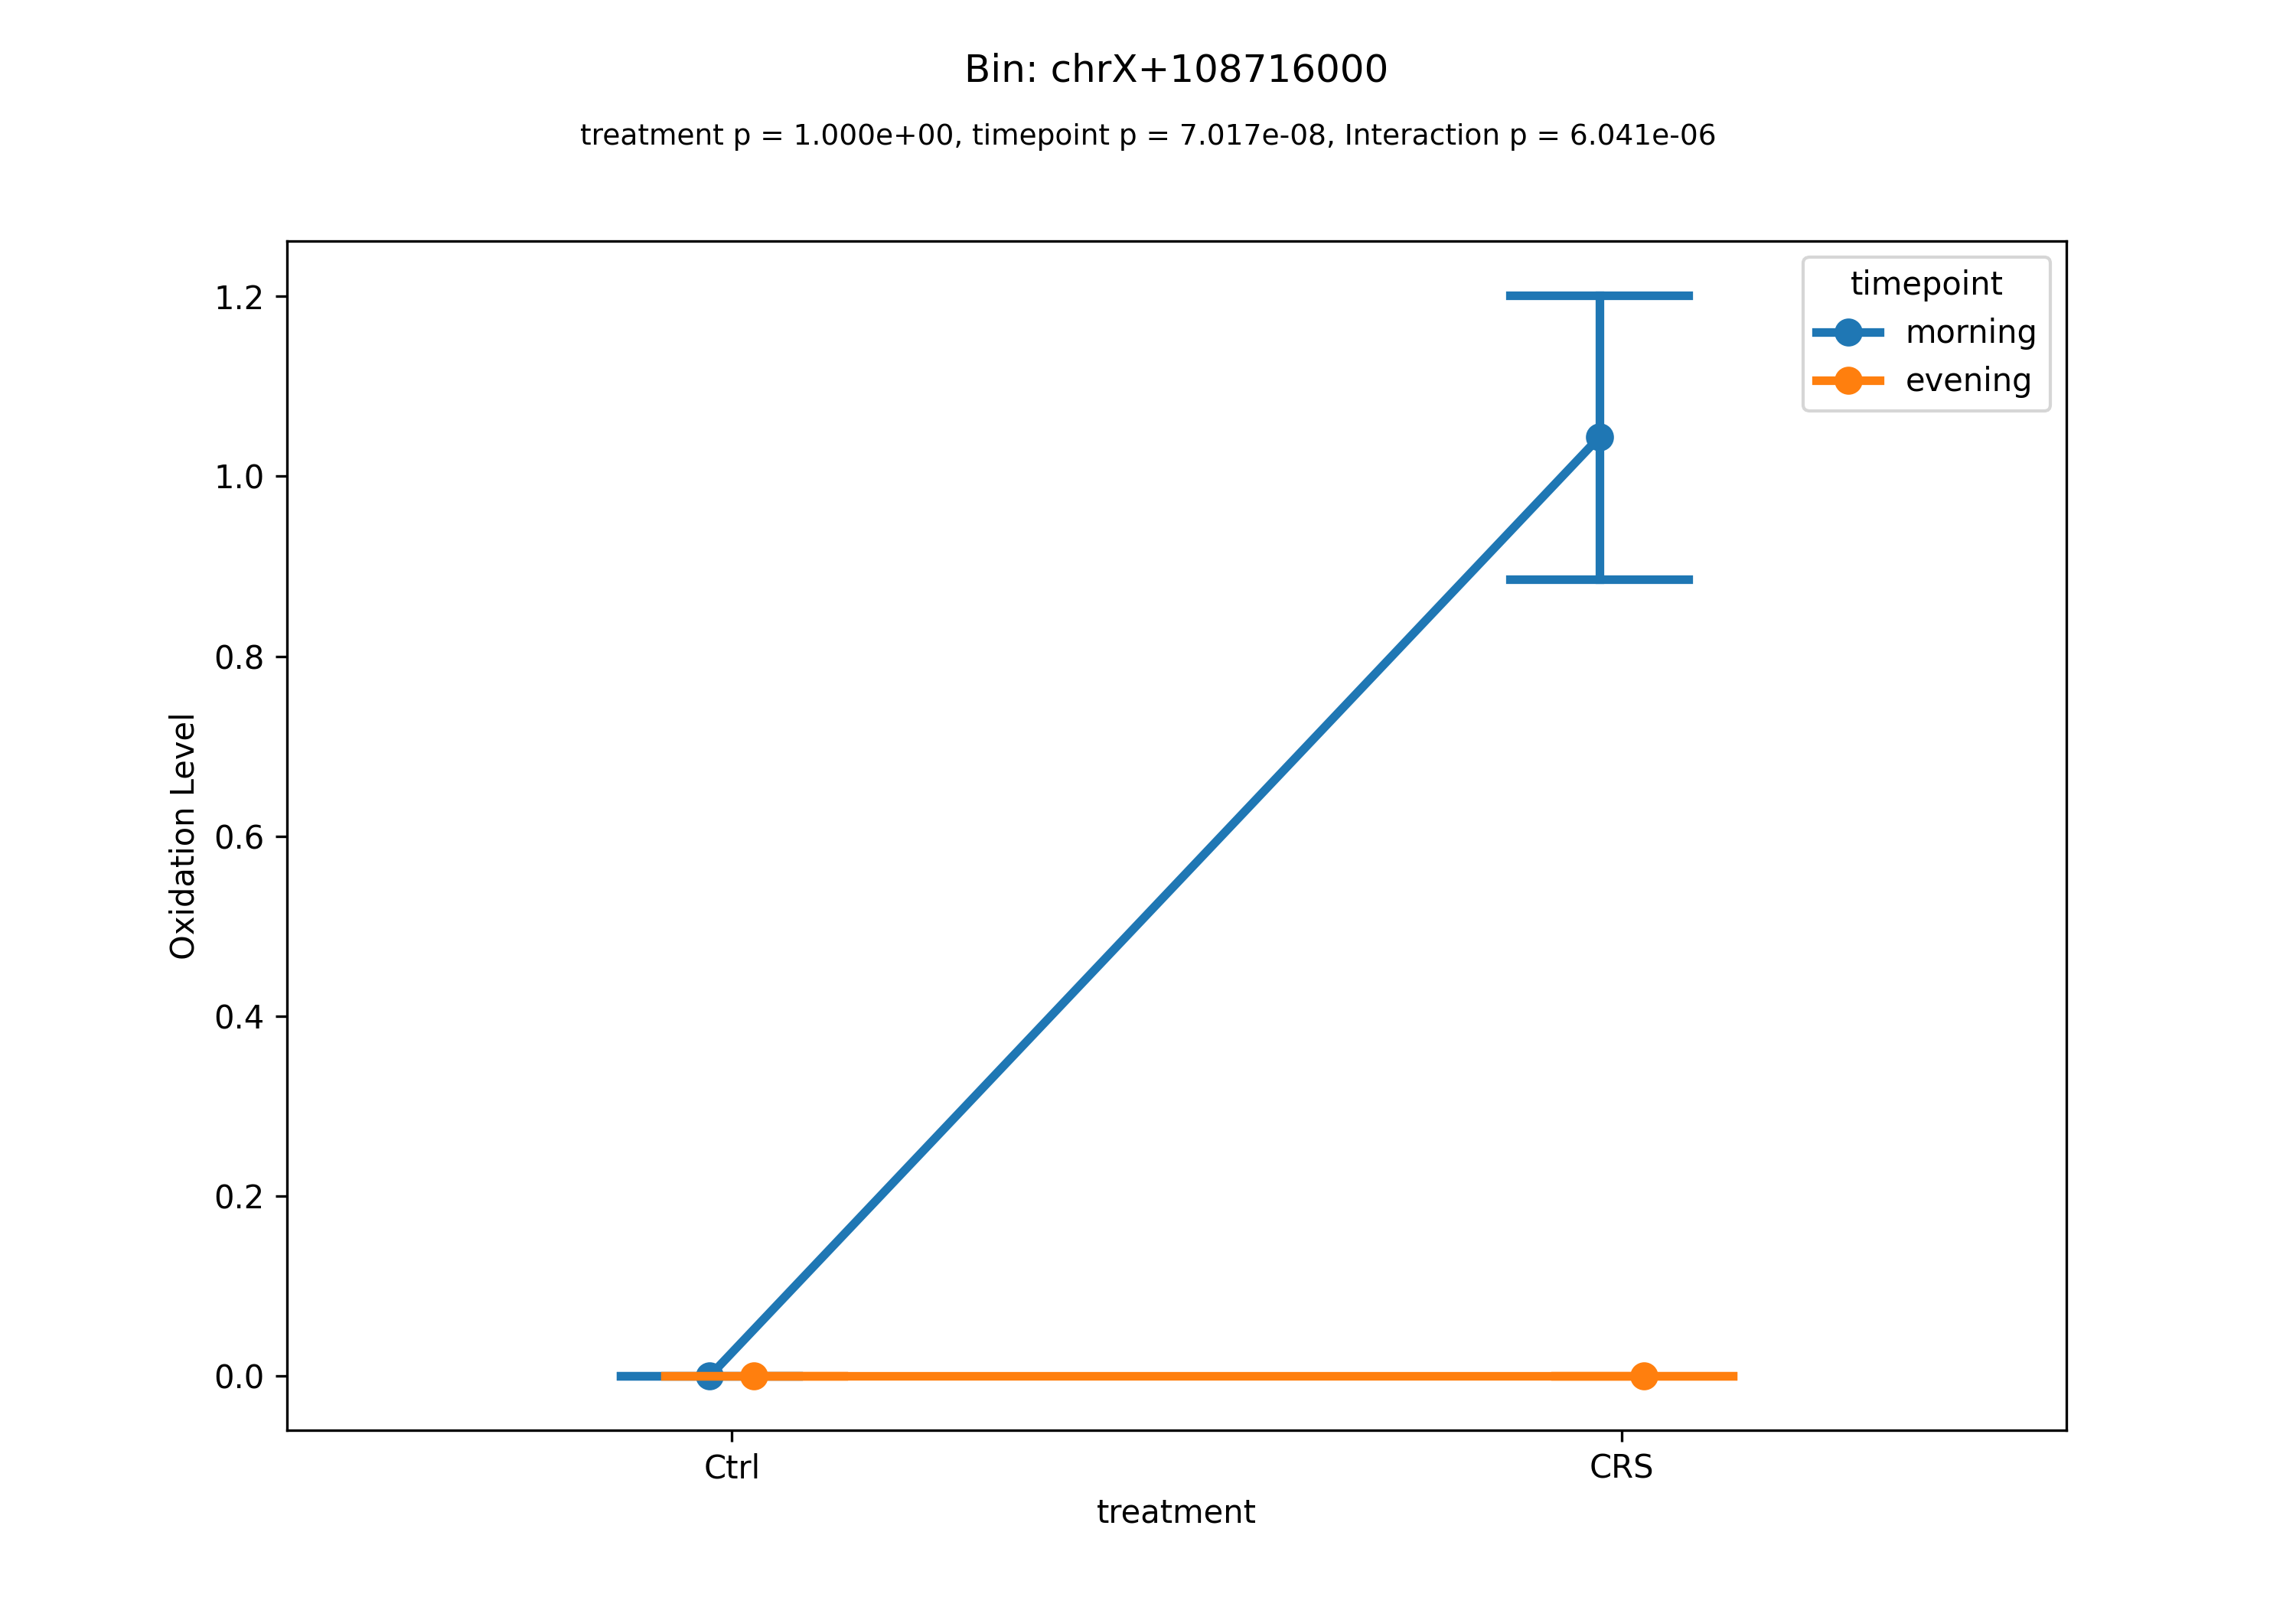 Bin: chrX+108716000
treatment p = 1.000e+00, timepoint p = 7.017e-08, Interaction p = 6.041e-06
timepoint
morning
evening
1.2
1.0
0.8
0.6
0.4
0.2
0.0
Oxidation Level
Ctrl
CRS
treatment